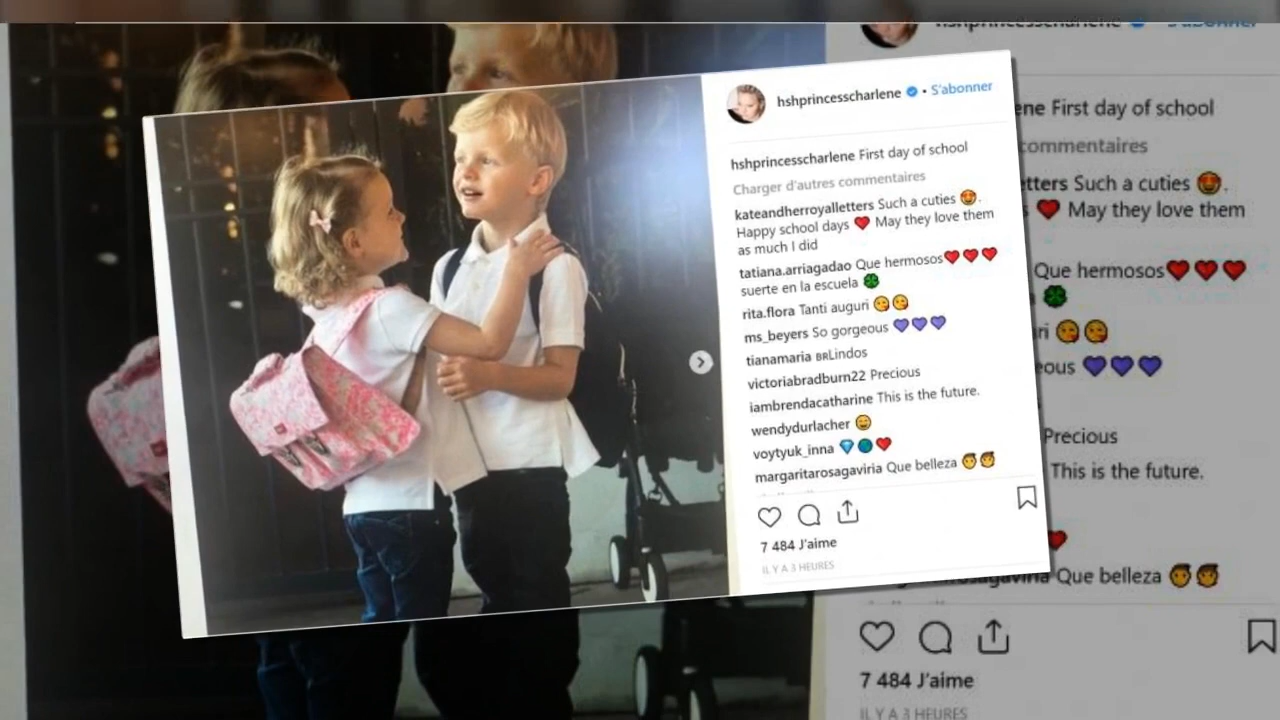 hshprincesscharlene • S'abonner
hshprincesscharlene First day of school
Charger d'autres commentaires
kateandherroyalletters Such a cuties 😍.
Happy school days ❤️ May they love them
as much I did
tatiana.arriagadao Que hermosos❤️❤️❤️
suerte en la escuela 🍀
rita.flora Tanti auguri 😘😘
ms_beyers So gorgeous 💜💜💜
tianamaria BRLindos
victoriabradburn22 Precious
iambrendacatharine This is the future.
wendydurlacher 😊
voytyuk_inna 💎🌍❤️
margaritarosagaviria Que belleza
7 484 J'aime
IL Y A 3 HEURES
hshprincesscharlene S'abonner
ene First day of school
commentaires
etters Such a cuties 😍.
❤️ May they love them
Que hermosos❤️❤️❤️
🍀
ri 😘😘
eous 💜💜💜
Precious
This is the future.
❤️
Que belleza
7 484 J'aime
IL Y A 3 HEURES